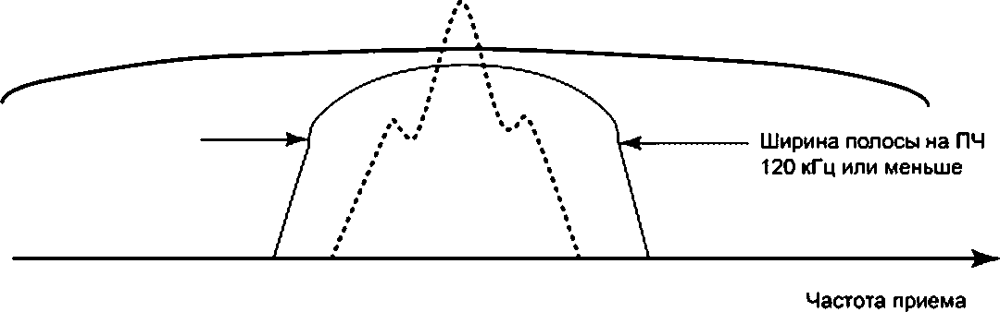 Ширина полосы на ПЧ
120 кГц или меньше
Частота приема